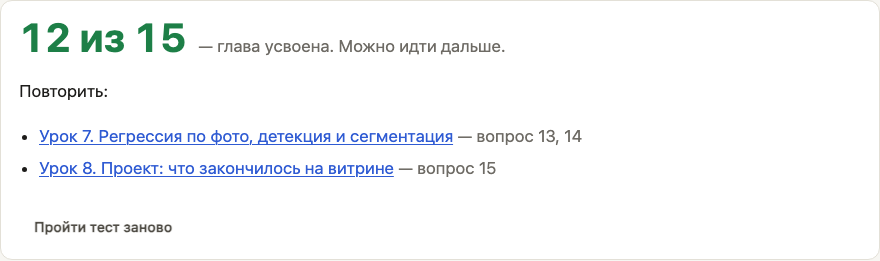 12 из 15 — глава усвоена. Можно идти дальше.
Повторить:
• Урок 7. Регрессия по фото, детекция и сегментация — вопрос 13, 14
• Урок 8. Проект: что закончилось на витрине — вопрос 15
Пройти тест заново